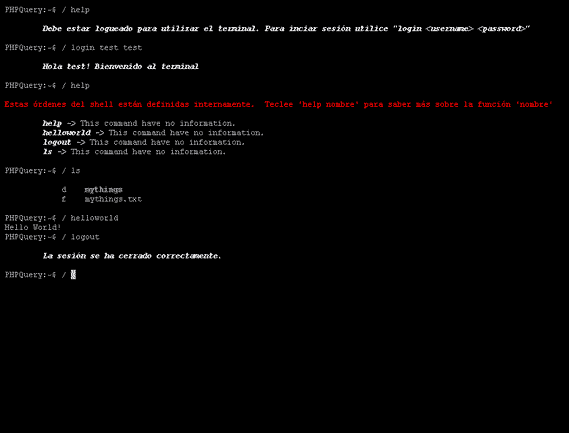 PHPQuery:~$ / help
Debe estar logueado para utilizar el terminal. Para inciar sesión utilice "login <username> <password>"
PHPQuery:~$ / login test test
Hola test! Bienvenido al terminal
PHPQuery:~$ / help
Estas órdenes del shell están definidas internamente. Teclee 'help nombre' para saber más sobre la función 'nombre'
help -> This command have no information.
helloworld -> This command have no information.
logout -> This command have no information.
ls -> This command have no information.
PHPQuery:~$ / ls
d mythings
f mythings.txt
PHPQuery:~$ / helloworld
Hello World!
PHPQuery:~$ / logout
La sesión se ha cerrado correctamente.
PHPQuery:~$ /